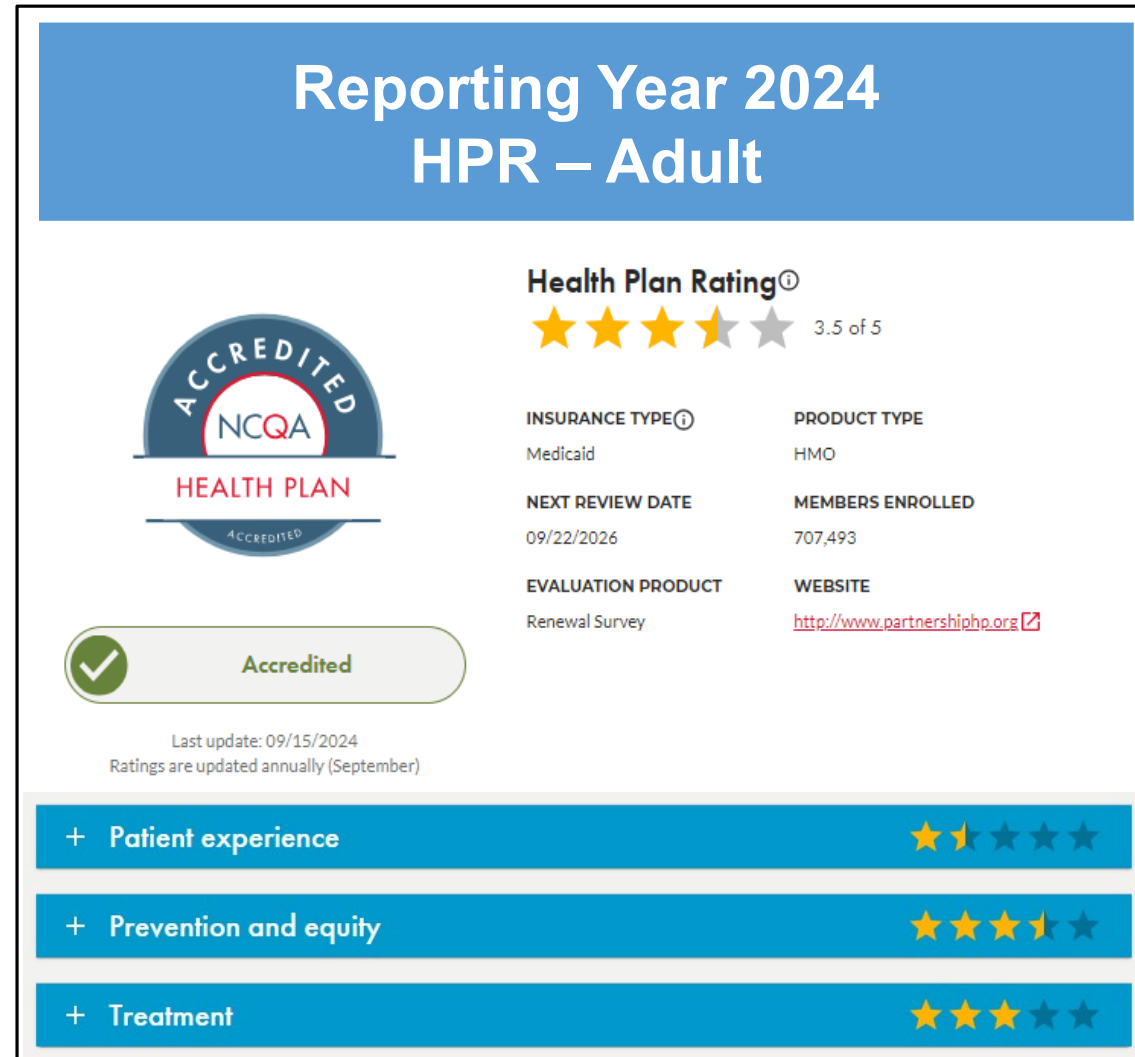 Reporting Year 2024
HPR – Adult
ACCREDITED
NCQA
HEALTH PLAN
ACCREDITED
Accredited
Last update: 09/15/2024
Ratings are updated annually (September)
Health Plan Rating
3.5 of 5
INSURANCE TYPE
Medicaid
PRODUCT TYPE
HMO
NEXT REVIEW DATE
09/22/2026
MEMBERS ENROLLED
707,493
EVALUATION PRODUCT
Renewal Survey
WEBSITE
http://www.partnershiphp.org
+ Patient experience
+ Prevention and equity
+ Treatment